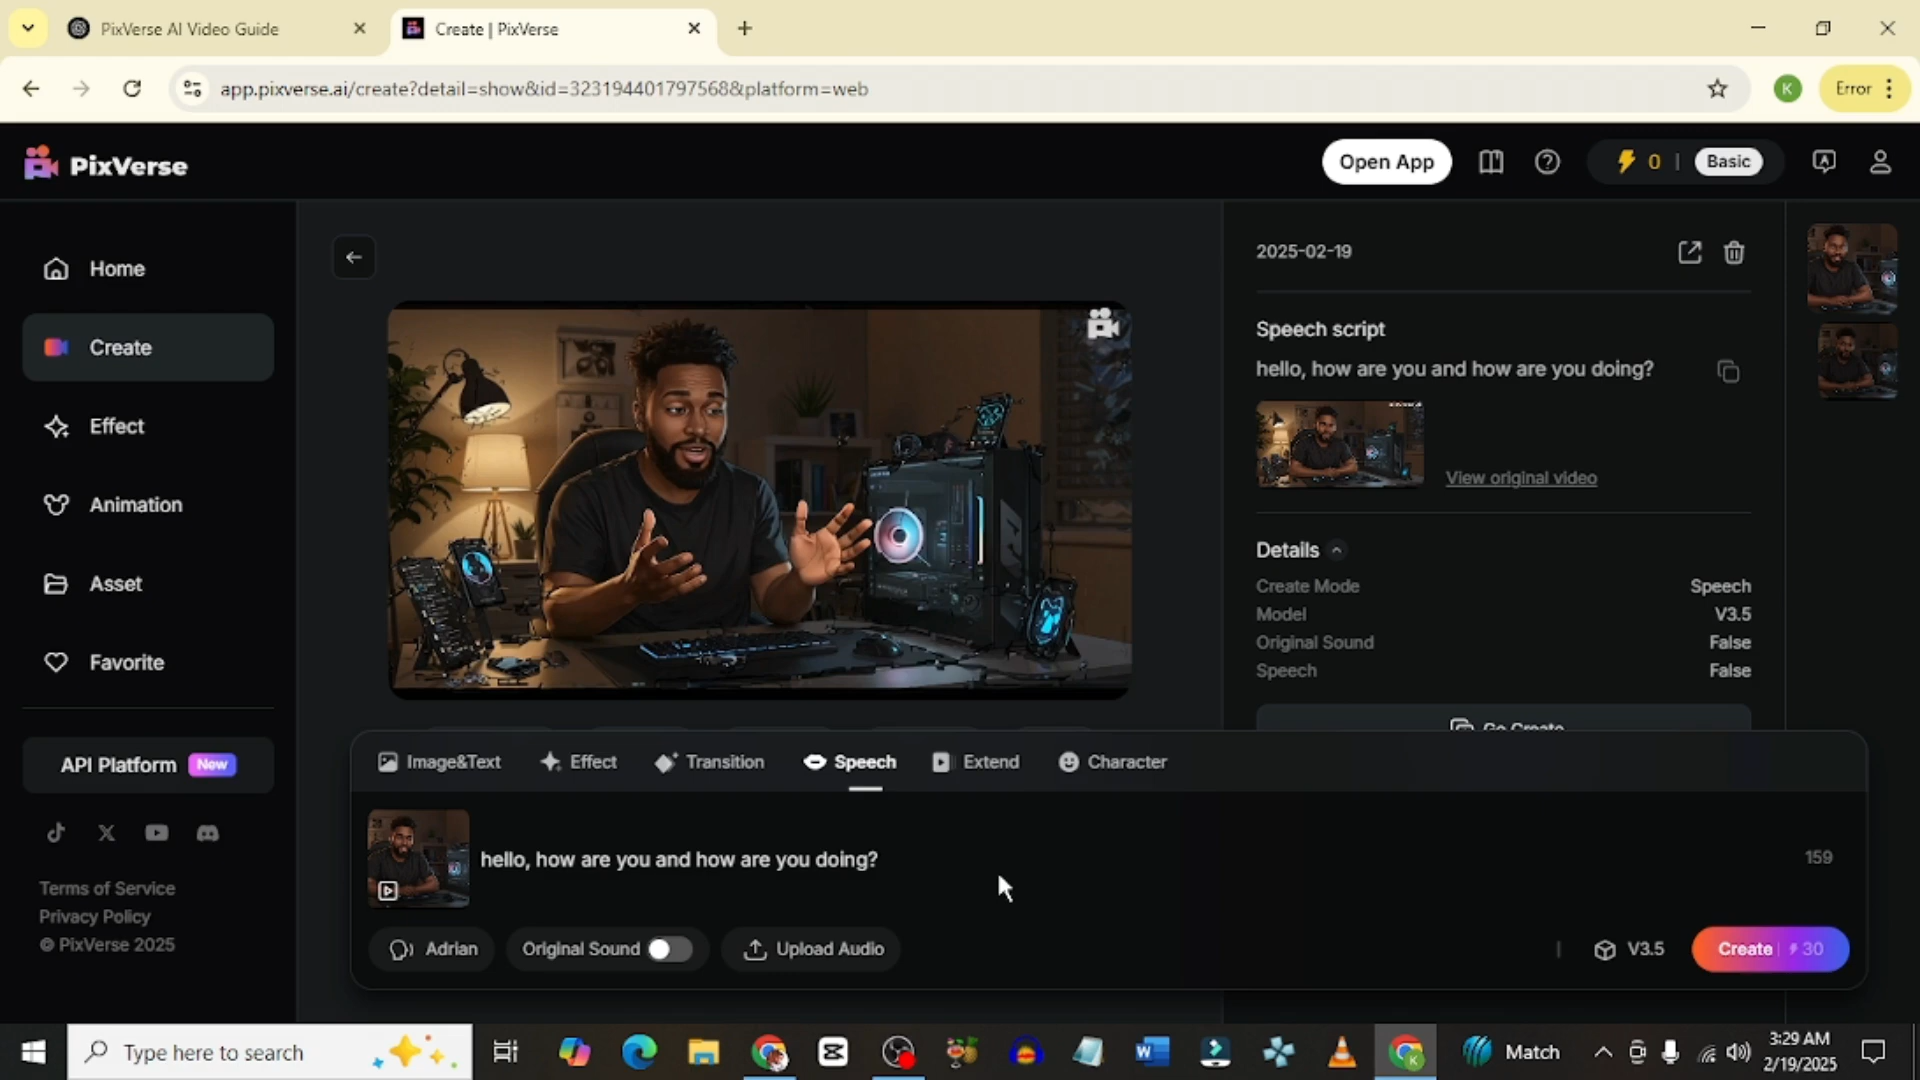 PixVerse AI Video Guide
Create | PixVerse
app.pixverse.ai/create?detail=show&id=323194401797568&platform=web
K
Error
PixVerse
Open App
0
Basic
Home
Create
Effect
Animation
Asset
Favorite
API Platform New
Terms of Service
Privacy Policy
© PixVerse 2025
2025-02-19
Speech script
hello, how are you and how are you doing?
View original video
Details
Create Mode Speech
Model V3.5
Original Sound False
Speech False
Go Create
Image&Text
Effect
Transition
Speech
Extend
Character
hello, how are you and how are you doing?
159
Adrian
Original Sound
Upload Audio
V3.5
Create 30
Type here to search
Match
3:29 AM
2/19/2025